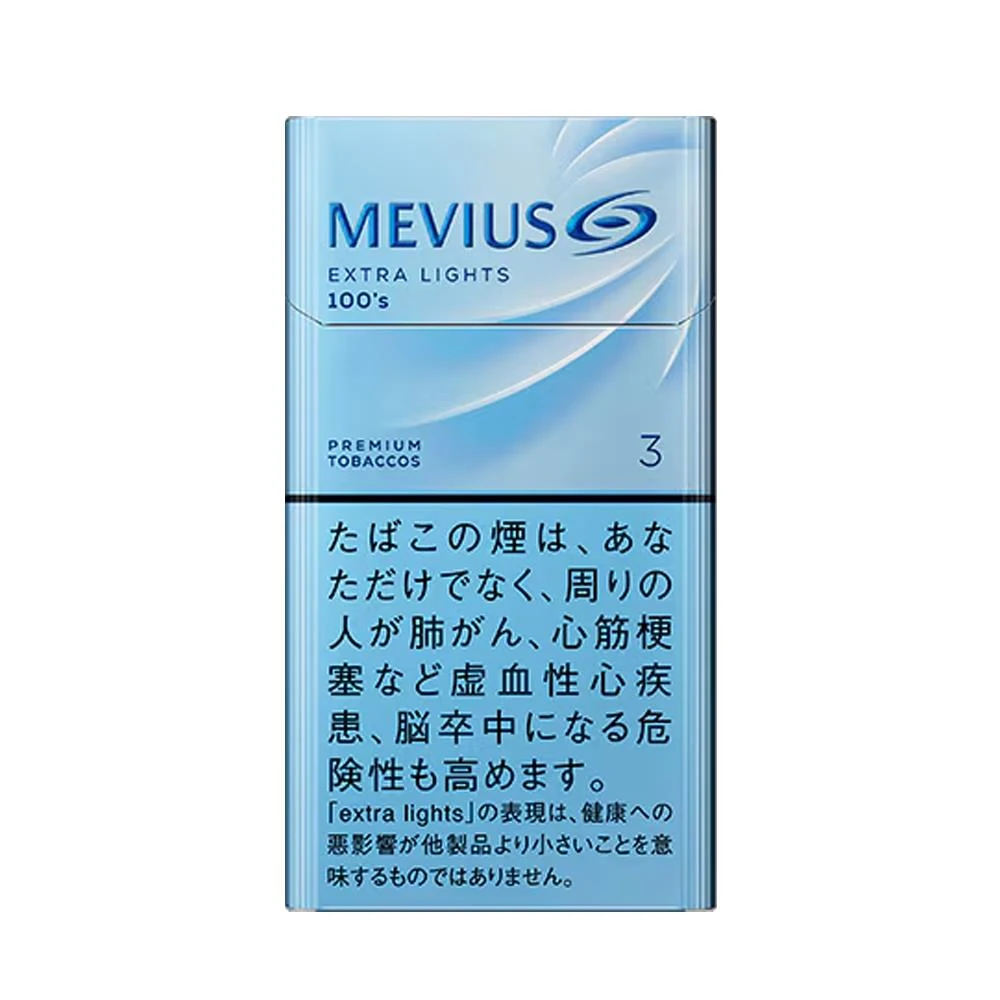 MEVIUS
EXTRA LIGHTS
100's
PREMIUM
TOBACCOS
3
たばこの煙は、あな
ただけでなく、周りの
人が肺がん、心筋梗
塞など虚血性心疾
患、脳卒中になる危
険性も高めます。
「extra lights」の表現は、健康への
悪影響が他製品より小さいことを意
味するものではありません。